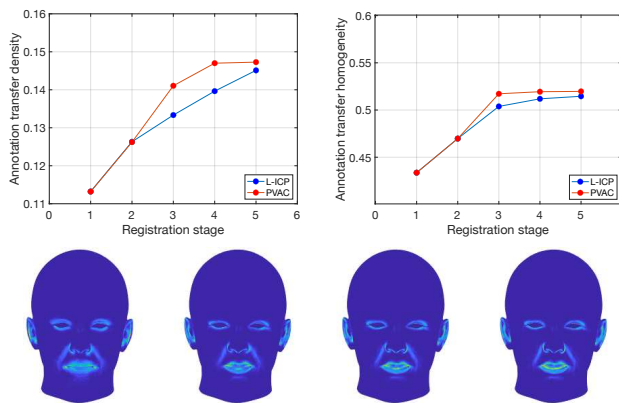 Annotation transfer density
0.16
0.15
0.14
0.13
0.12
0.11
0 1 2 3 4 5 6
Registration stage
L-ICP
PVAC
Annotation transfer homogeneity
0.6
0.55
0.5
0.45
0 1 2 3 4 5
Registration stage
L-ICP
PVAC